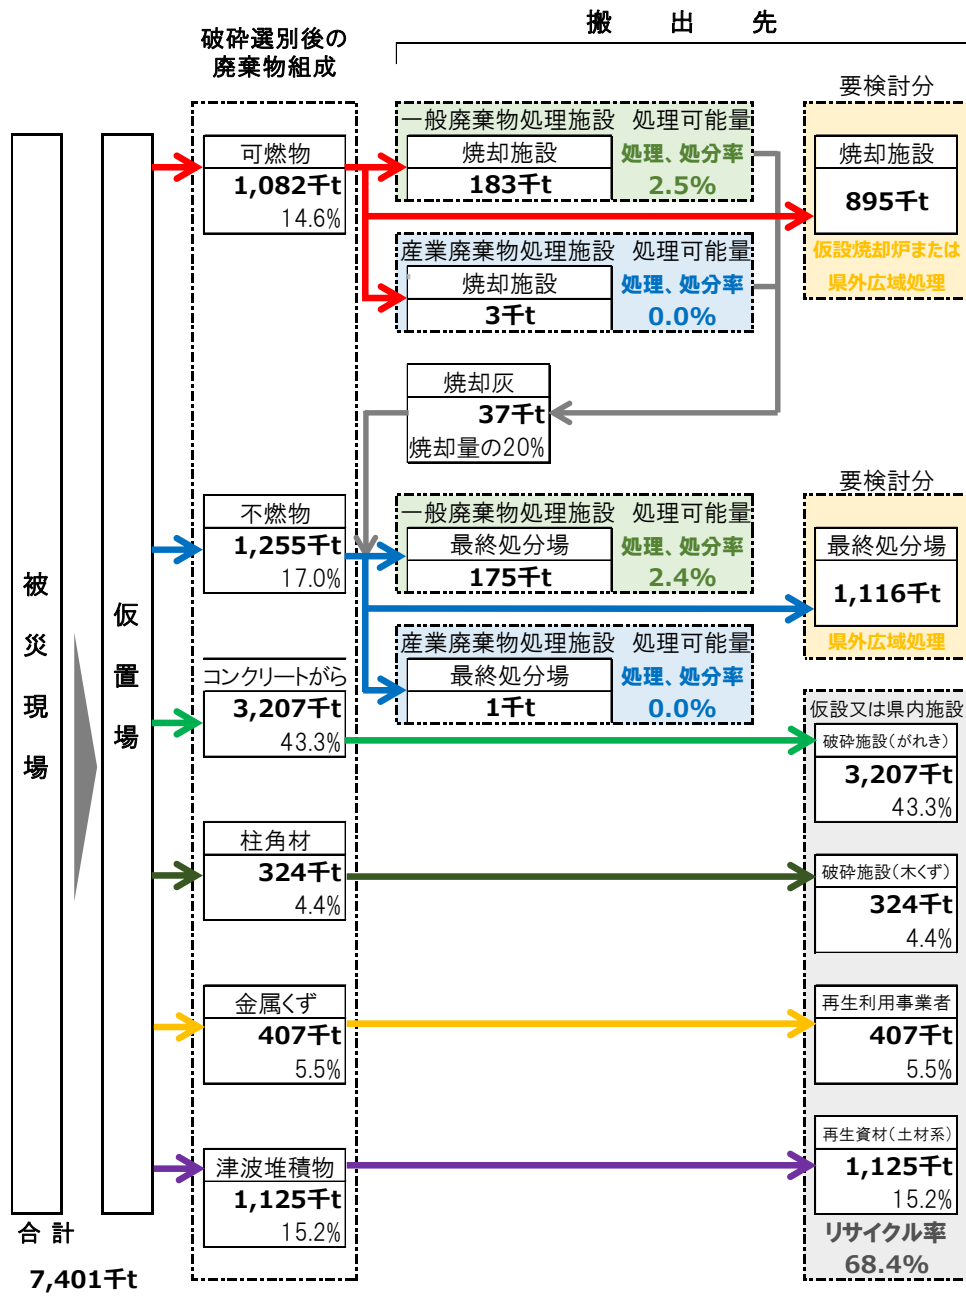 搬出先
破砕選別後の
廃棄物組成
要検討分
一般廃棄物処理施設 処理可能量
可燃物
1,082千t
14.6%
焼却施設
183千t
処理、処分率
2.5%
焼却施設
895千t
仮設焼却炉または
県外広域処理
産業廃棄物処理施設 処理可能量
焼却施設
3千t
処理、処分率
0.0%
焼却灰
37千t
焼却量の20%
要検討分
一般廃棄物処理施設 処理可能量
不燃物
1,255千t
17.0%
最終処分場
175千t
処理、処分率
2.4%
最終処分場
1,116千t
県外広域処理
産業廃棄物処理施設 処理可能量
最終処分場
1千t
処理、処分率
0.0%
被災現場
仮置場
コンクリートがら
3,207千t
43.3%
仮設又は県内施設
破砕施設(がれき)
3,207千t
43.3%
柱角材
324千t
4.4%
破砕施設(木くず)
324千t
4.4%
金属くず
407千t
5.5%
再生利用事業者
407千t
5.5%
津波堆積物
1,125千t
15.2%
再生資材(土材系)
1,125千t
15.2%
リサイクル率
68.4%
合計
7,401千t